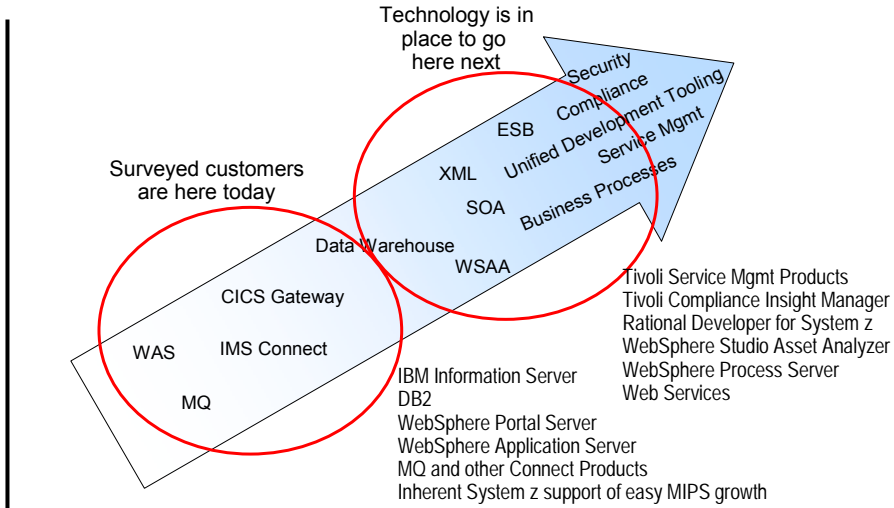 Technology is in
place to go
here next
Security
Compliance
Unified Development Tooling
Service Mgmt
Business Processes
ESB
XML
SOA
WSAA
Surveyed customers
are here today
Data Warehouse
CICS Gateway
WAS
IMS Connect
MQ
Tivoli Service Mgmt Products
Tivoli Compliance Insight Manager
Rational Developer for System z
WebSphere Studio Asset Analyzer
WebSphere Process Server
Web Services
IBM Information Server
DB2
WebSphere Portal Server
WebSphere Application Server
MQ and other Connect Products
Inherent System z support of easy MIPS growth